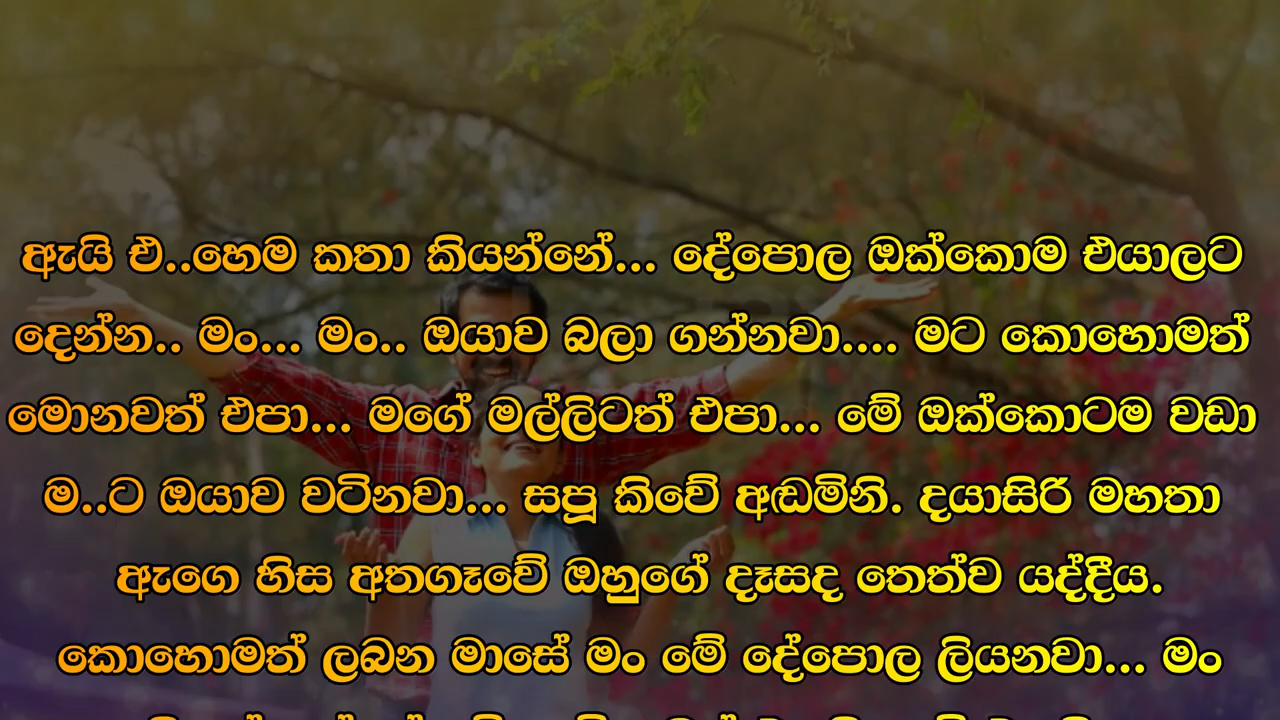 ඇයි එ..හෙම කතා කියන්නේ... දේපොල ඔක්කොම එයාලට
දෙන්න.. මං... මං.. ඔයාව බලා ගන්නවා.... මට කොහොමත්
මොනවත් එපා... මගේ මල්ලිටත් එපා... මේ ඔක්කොටම වඩා
ම..ට ඔයාව වටිනවා... සපූ කිවේ අඬමිනි. දයාසිරි මහතා
ඇගෙ හිස අතගෑවේ ඔහුගේ දෑසද තෙත්ව යද්දීය.
කොහොමත් ලබන මාසේ මං මේ දේපොල ලියනවා... මං